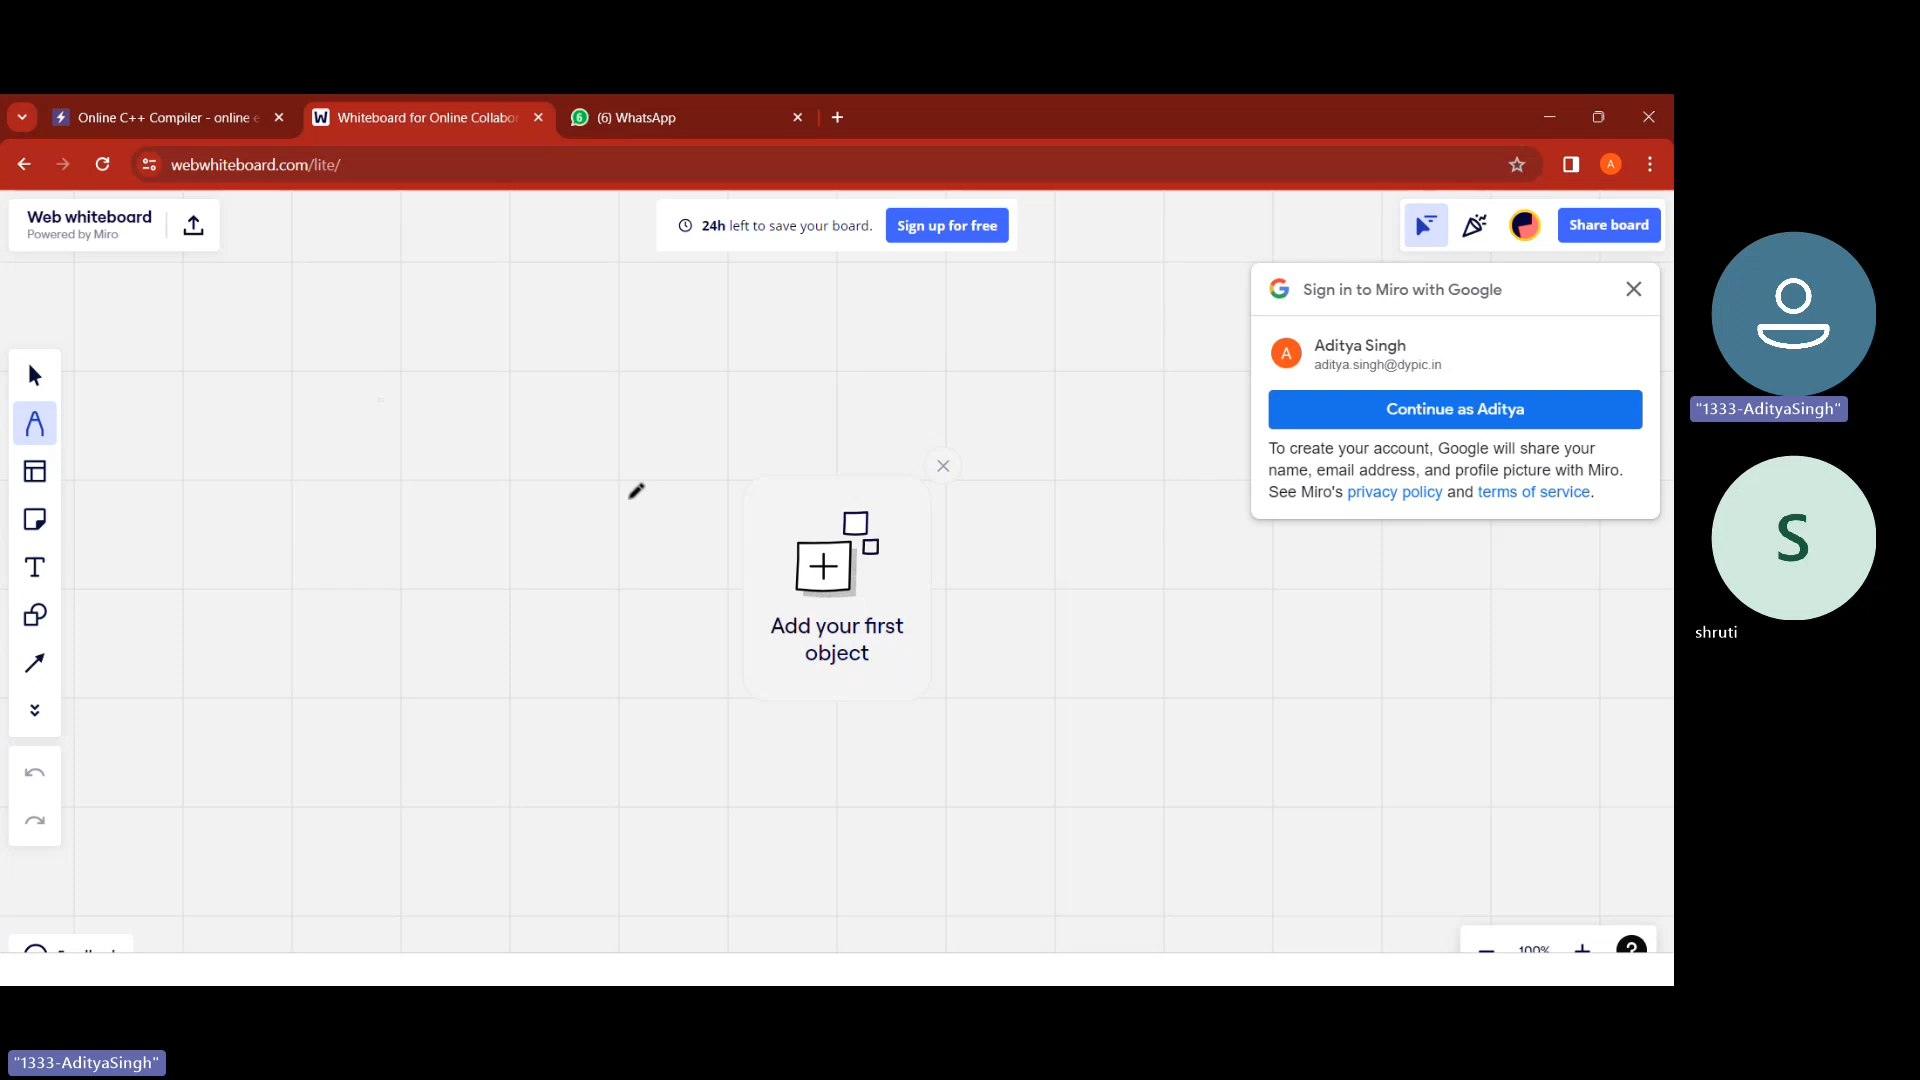 Online C++ Compiler - online e
Whiteboard for Online Collabor
(6) WhatsApp
webwhiteboard.com/lite/
Web whiteboard
Powered by Miro
24h left to save your board.
Sign up for free
Share board
Sign in to Miro with Google
A
Aditya Singh
aditya.singh@dypic.in
Continue as Aditya
To create your account, Google will share your
name, email address, and profile picture with Miro.
See Miro's privacy policy and terms of service.
Add your first
object
100%
"1333-AdityaSingh"
S
shruti
"1333-AdityaSingh"